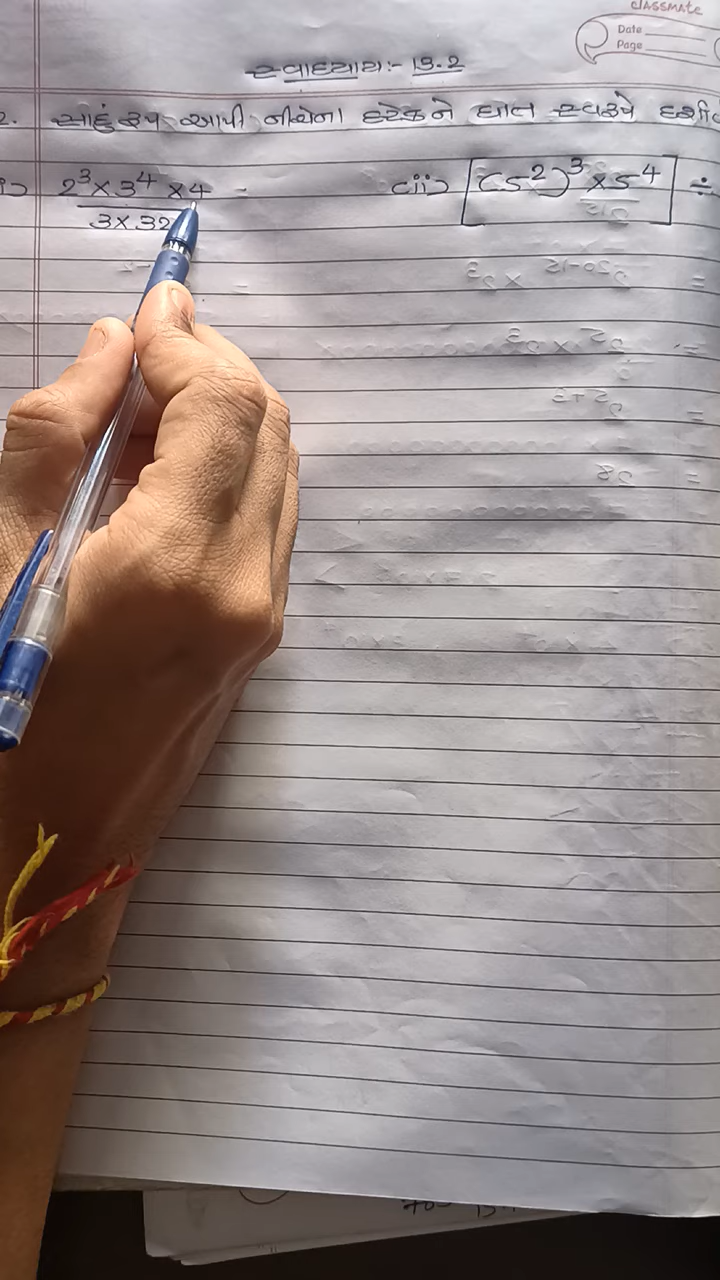 CLASSMATE
Date
Page
સ્વાધ્યાય:- 13.2
2. સાદું રૂપ આપી નીચેના દરેકને ઘાત સ્વરૂપે
2³ × 3⁴ × 4 (ii) [(5²)³ × 5⁴] ÷
3 × 32